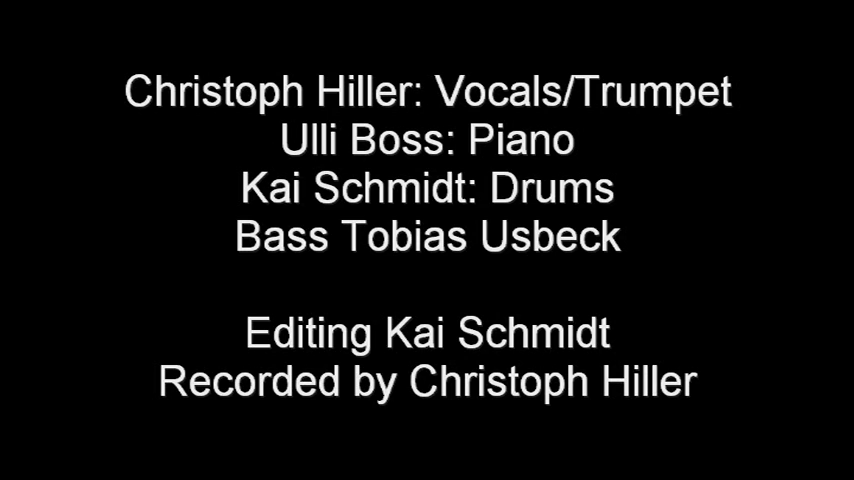 Christoph Hiller: Vocals/Trumpet
Ulli Boss: Piano
Kai Schmidt: Drums
Bass Tobias Usbeck
Editing Kai Schmidt
Recorded by Christoph Hiller